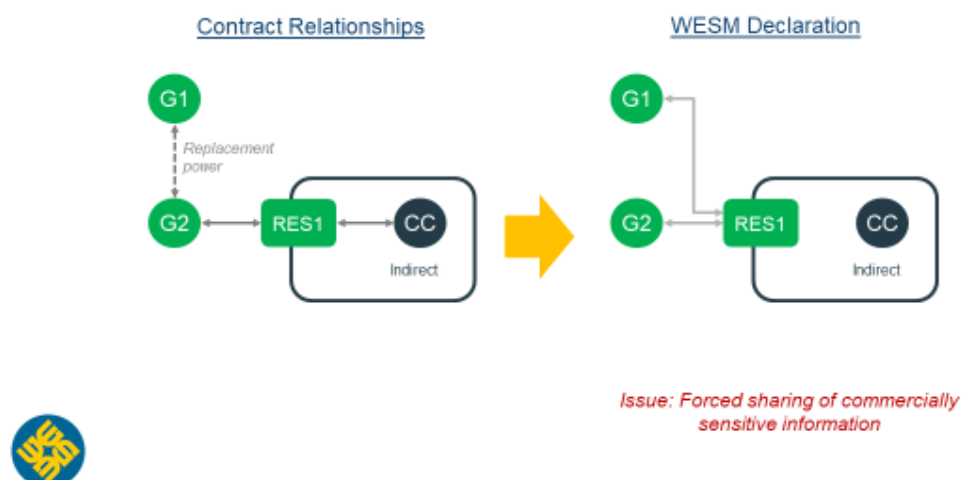 Contract Relationships
WESM Declaration
G1
Replacement
power
G2
RES1
CC
Indirect
G1
G2
RES1
CC
Indirect
Issue: Forced sharing of commercially
sensitive information